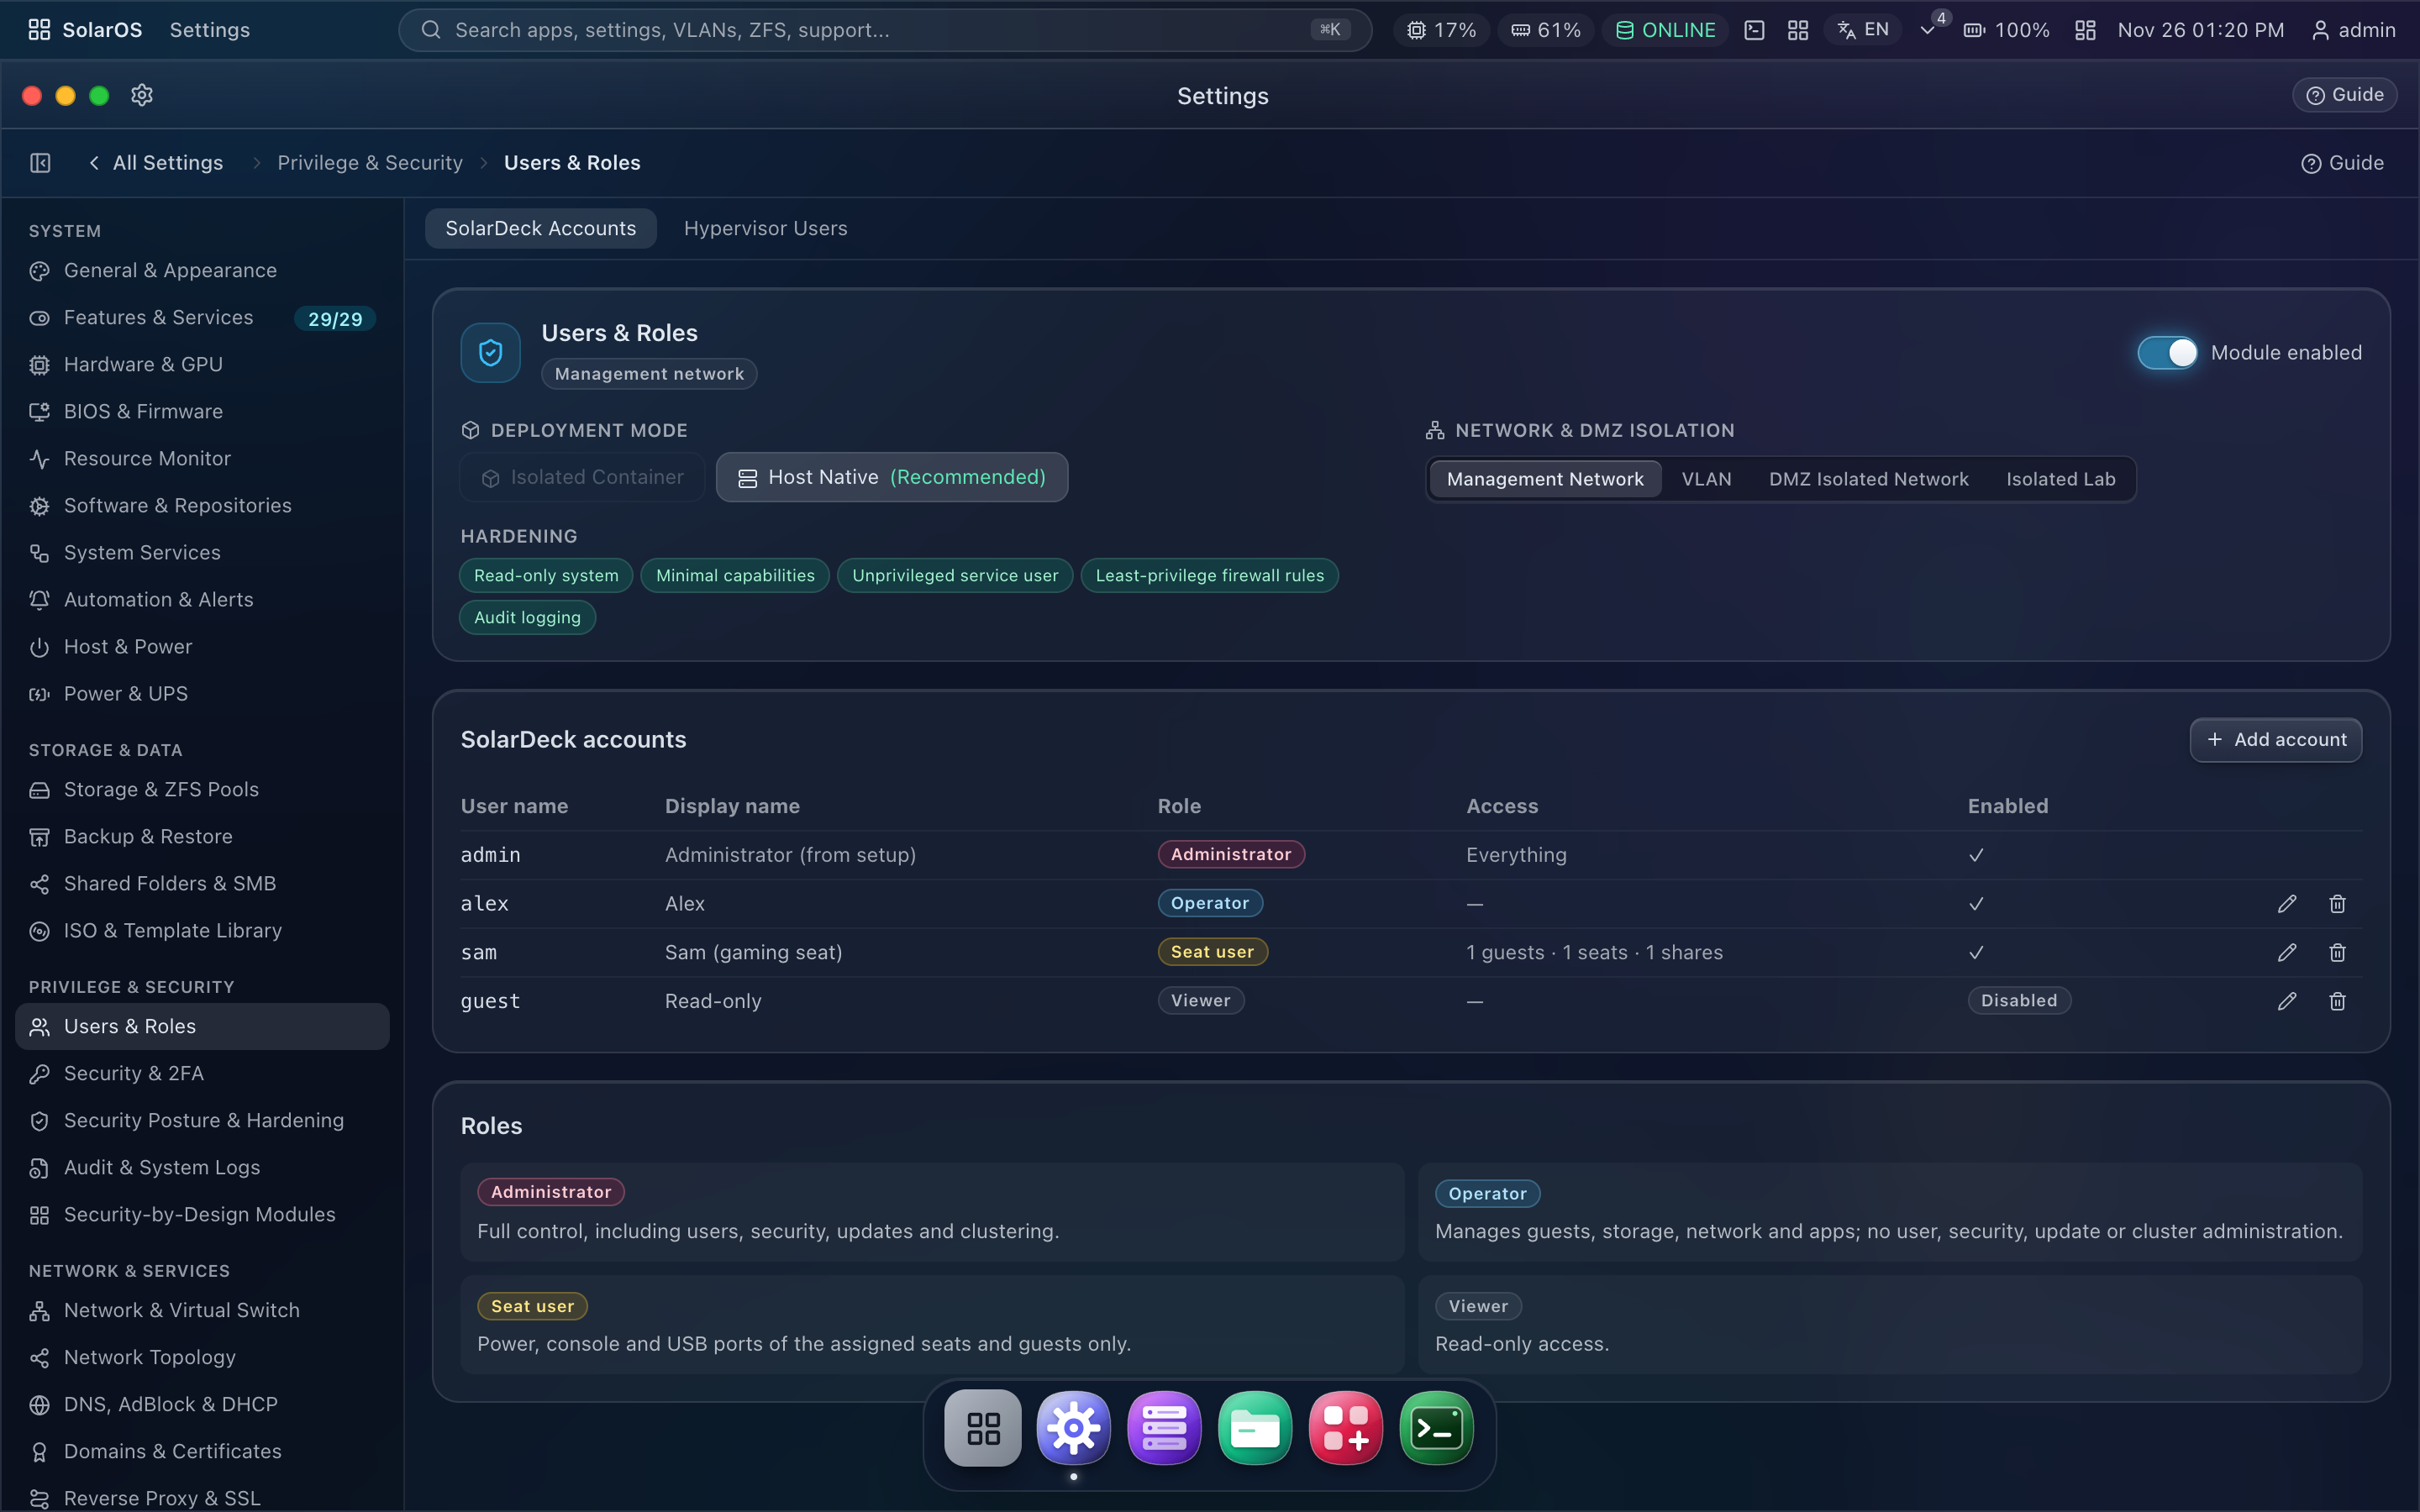 SolarOS Settings Search apps, settings, VLANs, ZFS, support... ⌘K 17% 61% ONLINE EN 4 100% Nov 26 01:20 PM admin
Settings Guide
All Settings Privilege & Security Users & Roles Guide
SYSTEM
General & Appearance
Features & Services 29/29
Hardware & GPU
BIOS & Firmware
Resource Monitor
Software & Repositories
System Services
Automation & Alerts
Host & Power
Power & UPS
STORAGE & DATA
Storage & ZFS Pools
Backup & Restore
Shared Folders & SMB
ISO & Template Library
PRIVILEGE & SECURITY
Users & Roles
Security & 2FA
Security Posture & Hardening
Audit & System Logs
Security-by-Design Modules
NETWORK & SERVICES
Network & Virtual Switch
Network Topology
DNS, AdBlock & DHCP
Domains & Certificates
Reverse Proxy & SSL
SolarDeck Accounts Hypervisor Users
Users & Roles
Management network
Module enabled
DEPLOYMENT MODE
Isolated Container Host Native (Recommended)
NETWORK & DMZ ISOLATION
Management Network VLAN DMZ Isolated Network Isolated Lab
HARDENING
Read-only system Minimal capabilities Unprivileged service user Least-privilege firewall rules
Audit logging
SolarDeck accounts Add account
User name Display name Role Access Enabled
admin Administrator (from setup) Administrator Everything
alex Alex Operator —
sam Sam (gaming seat) Seat user 1 guests · 1 seats · 1 shares
guest Read-only Viewer — Disabled
Roles
Administrator
Full control, including users, security, updates and clustering.
Operator
Manages guests, storage, network and apps; no user, security, update or cluster administration.
Seat user
Power, console and USB ports of the assigned seats and guests only.
Viewer
Read-only access.